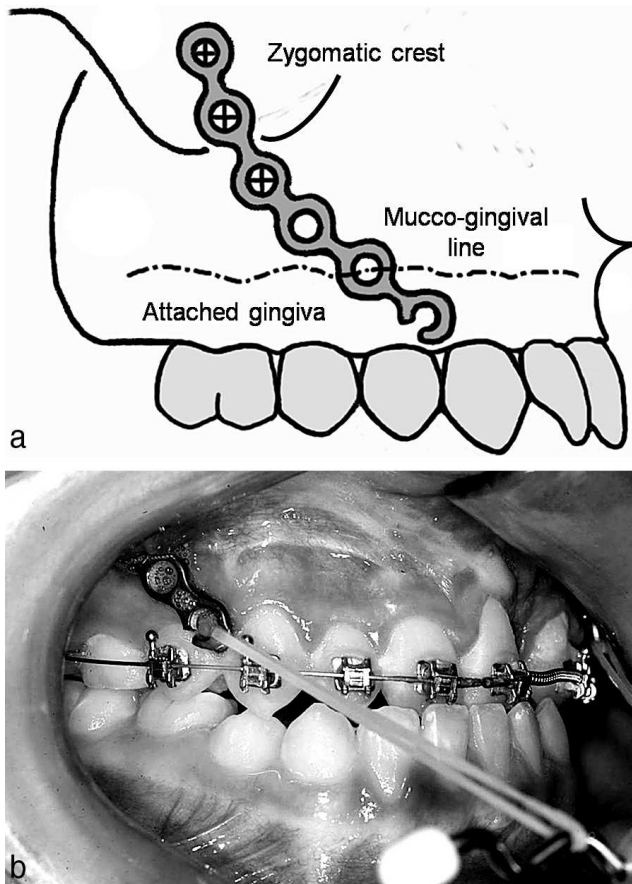 Zygomatic crest
Mucco-gingival
line
Attached gingiva
a
b